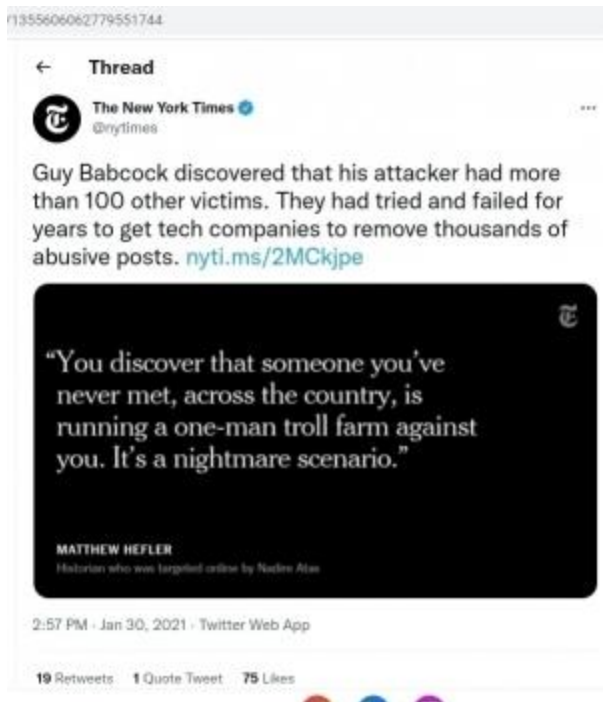 1355606062779551744
Thread
The New York Times
@nytimes
Guy Babcock discovered that his attacker had more
than 100 other victims. They had tried and failed for
years to get tech companies to remove thousands of
abusive posts. nyti.ms/2MCkjpe
“You discover that someone you’ve
never met, across the country, is
running a one-man troll farm against
you. It’s a nightmare scenario.”
MATTHEW HEFLER
Historian who was targeted online by Nadire Atas
2:57 PM · Jan 30, 2021 · Twitter Web App
19 Retweets 1 Quote Tweet 75 Likes